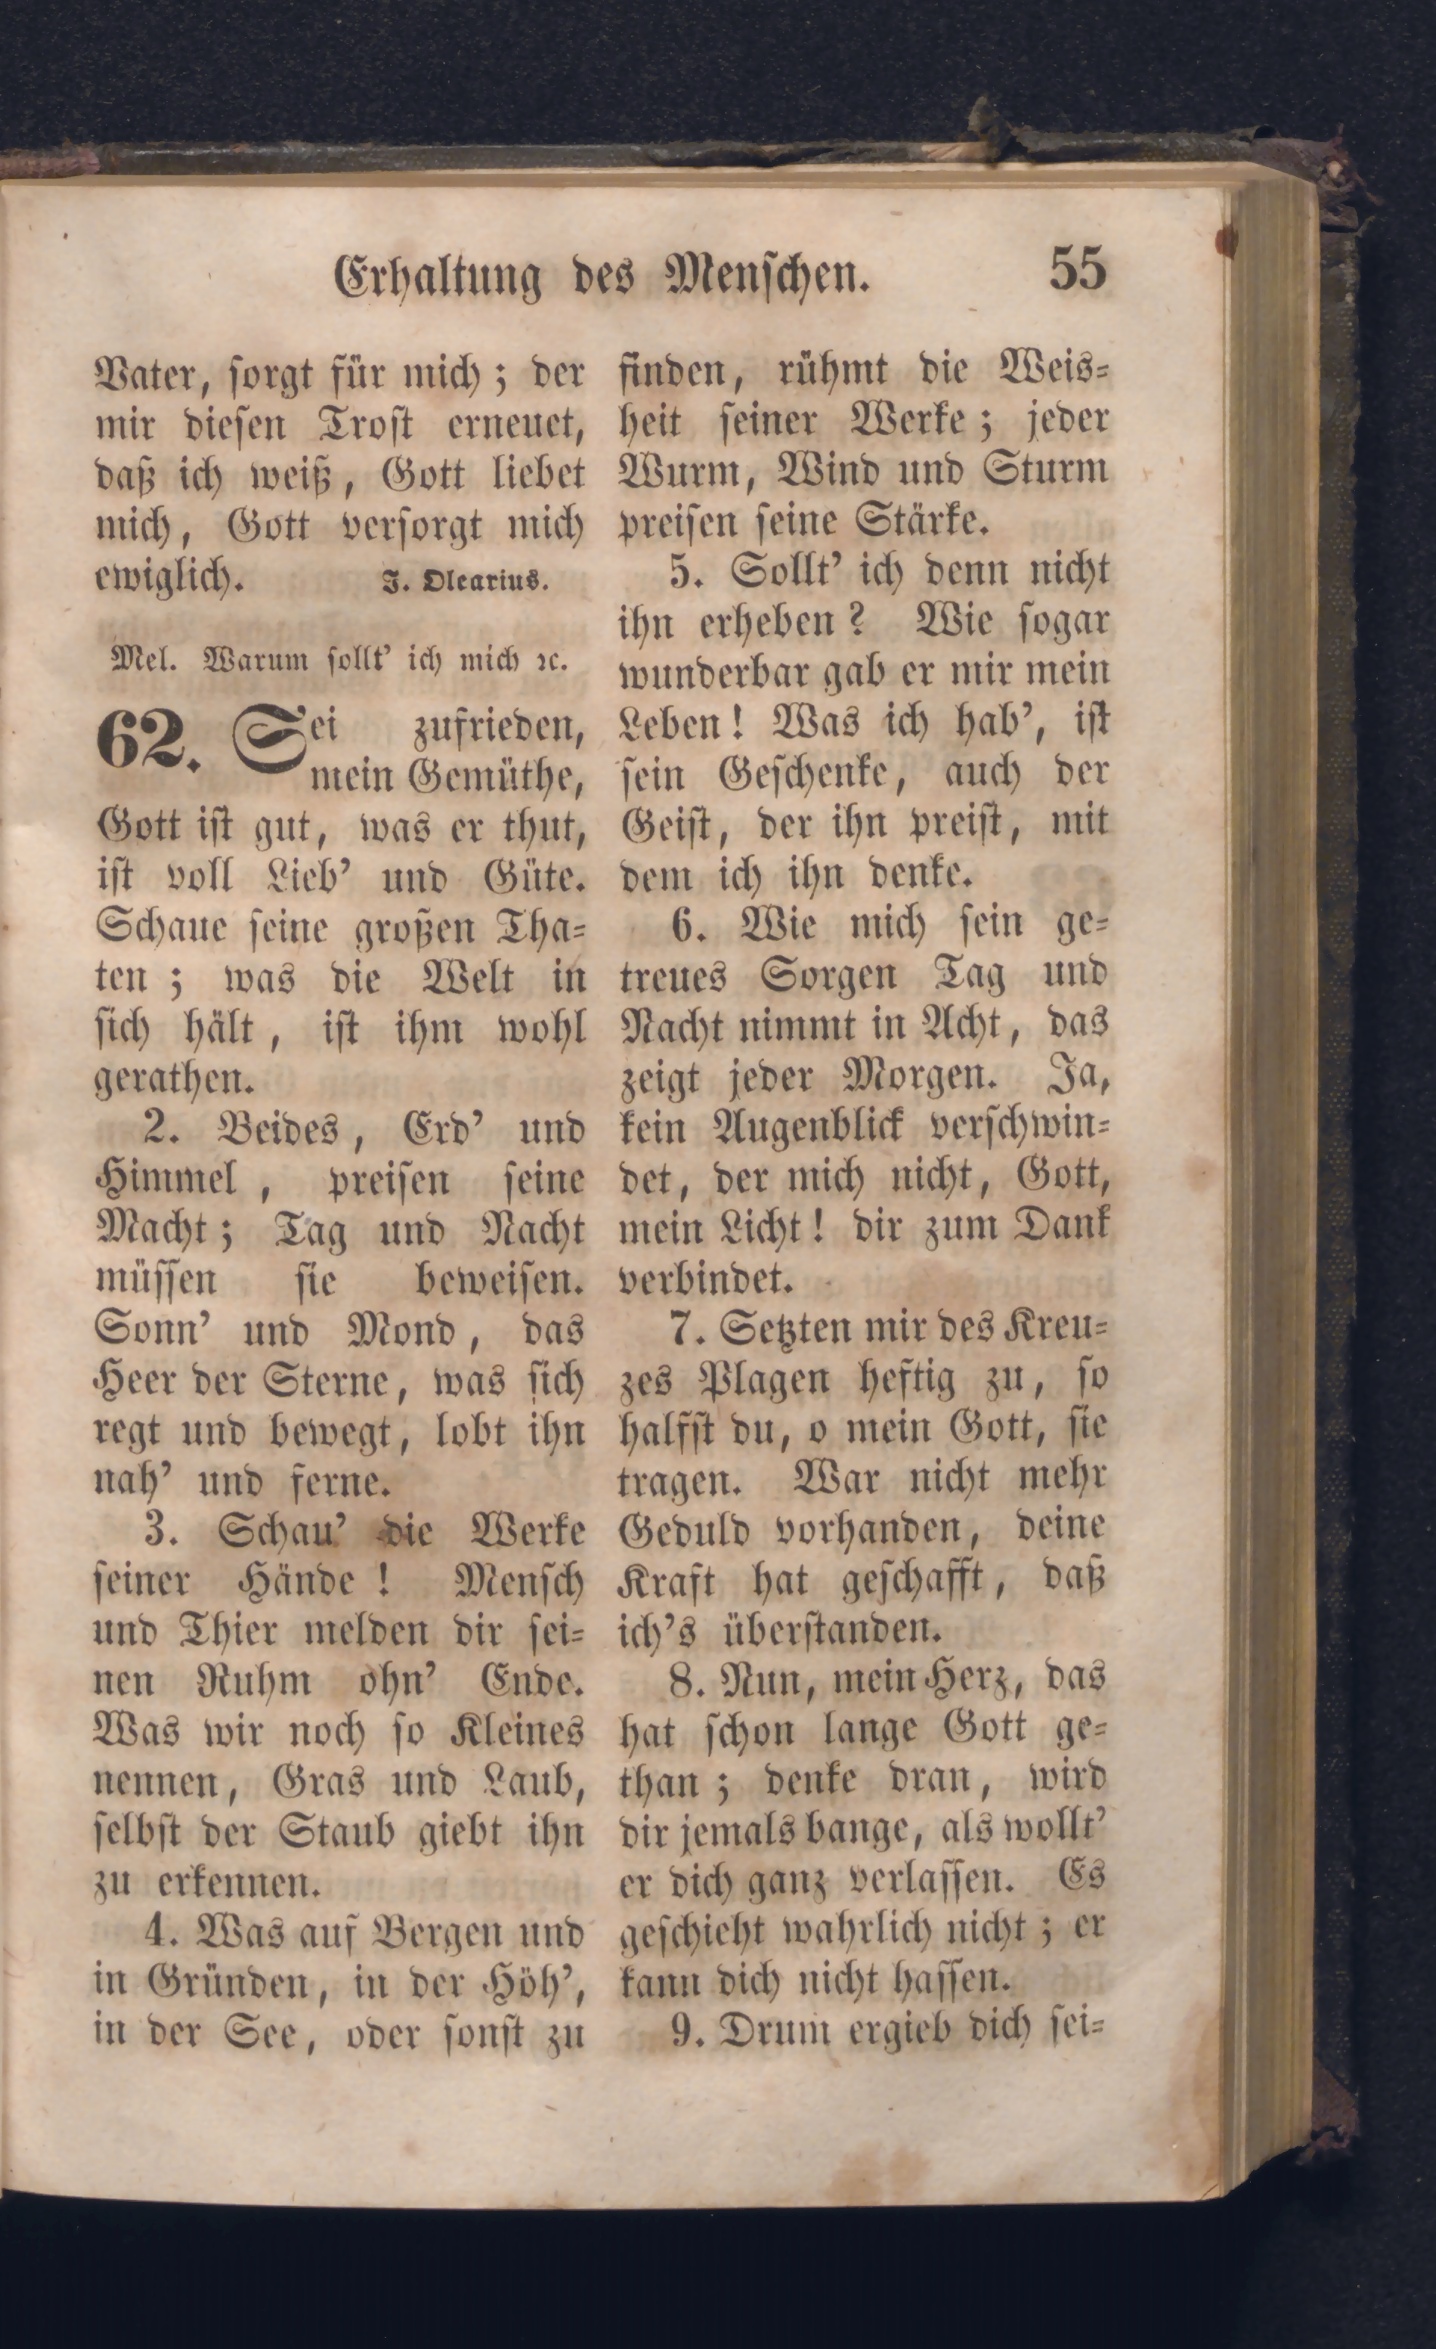 Erhaltung des Menschen. 55
Vater, sorgt für mich; der
mir diesen Trost erneuet,
daß ich weiß, Gott liebet
mich, Gott versorgt mich
ewiglich. J. Olearius.
Mel. Warum sollt' ich mich ꝛc.
62. Sei zufrieden,
mein Gemüthe,
Gott ist gut, was er thut,
ist voll Lieb' und Güte.
Schaue seine großen Tha-
ten; was die Welt in
sich hält, ist ihm wohl
gerathen.
2. Beides, Erd' und
Himmel, preisen seine
Macht; Tag und Nacht
müssen sie beweisen.
Sonn' und Mond, das
Heer der Sterne, was sich
regt und bewegt, lobt ihn
nah' und ferne.
3. Schau' die Werke
seiner Hände! Mensch
und Thier melden dir sei-
nen Ruhm ohn' Ende.
Was wir noch so Kleines
nennen, Gras und Laub,
selbst der Staub giebt ihn
zu erkennen.
4. Was auf Bergen und
in Gründen, in der Höh',
in der See, oder sonst zu
finden, rühmt die Weis-
heit seiner Werke; jeder
Wurm, Wind und Sturm
preisen seine Stärke.
5. Sollt' ich denn nicht
ihn erheben? Wie sogar
wunderbar gab er mir mein
Leben! Was ich hab', ist
sein Geschenke, auch der
Geist, der ihn preist, mit
dem ich ihn denke.
6. Wie mich sein ge-
treues Sorgen Tag und
Nacht nimmt in Acht, das
zeigt jeder Morgen. Ja,
kein Augenblick verschwin-
det, der mich nicht, Gott,
mein Licht! dir zum Dank
verbindet.
7. Setzten mir des Kreu-
zes Plagen heftig zu, so
halfst du, o mein Gott, sie
tragen. War nicht mehr
Geduld vorhanden, deine
Kraft hat geschafft, daß
ich's überstanden.
8. Nun, mein Herz, das
hat schon lange Gott ge-
than; denke dran, wird
dir jemals bange, als wollt'
er dich ganz verlassen. Es
geschieht wahrlich nicht; er
kann dich nicht hassen.
9. Drum ergieb dich sei-